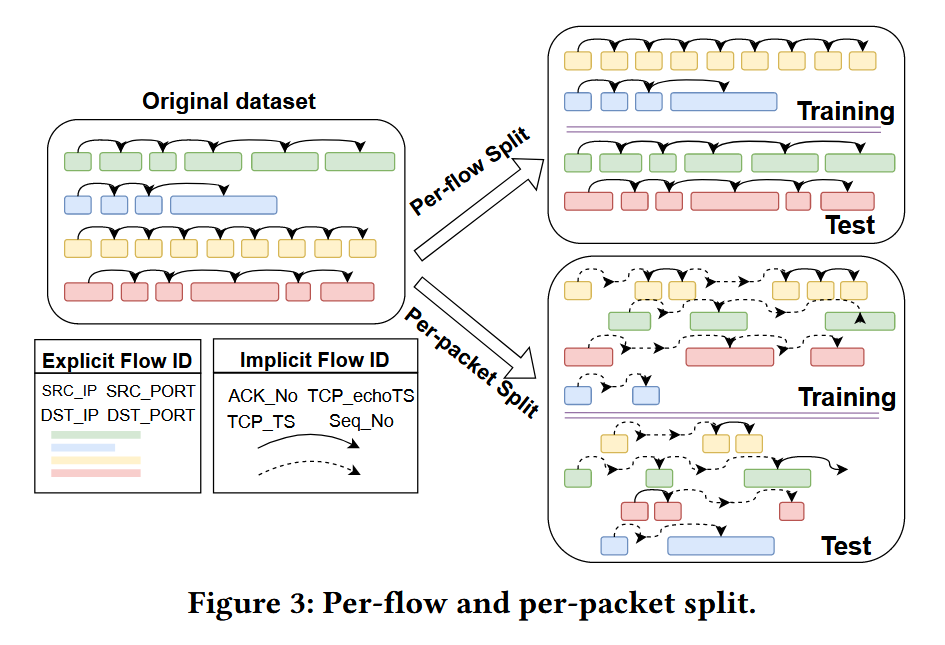 Original dataset
Per-flow Split
Per-packet Split
Training
Test
Training
Test
Explicit Flow ID
SRC_IP SRC_PORT
DST_IP DST_PORT
Implicit Flow ID
ACK_No TCP_echoTS
TCP_TS Seq_No
Figure 3: Per-flow and per-packet split.